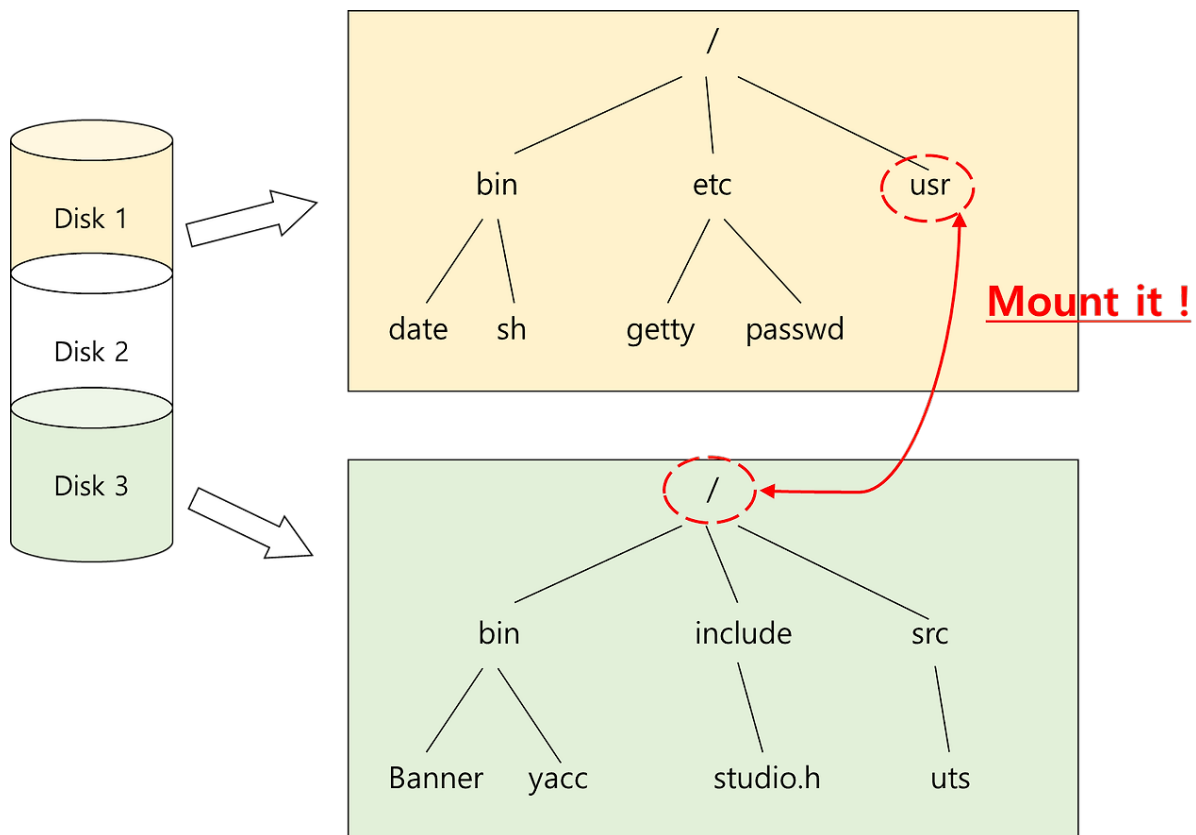 /
bin etc usr
Disk 1
Mount it !
date sh getty passwd
Disk 2
Disk 3
/
bin include src
Banner yacc studio.h uts